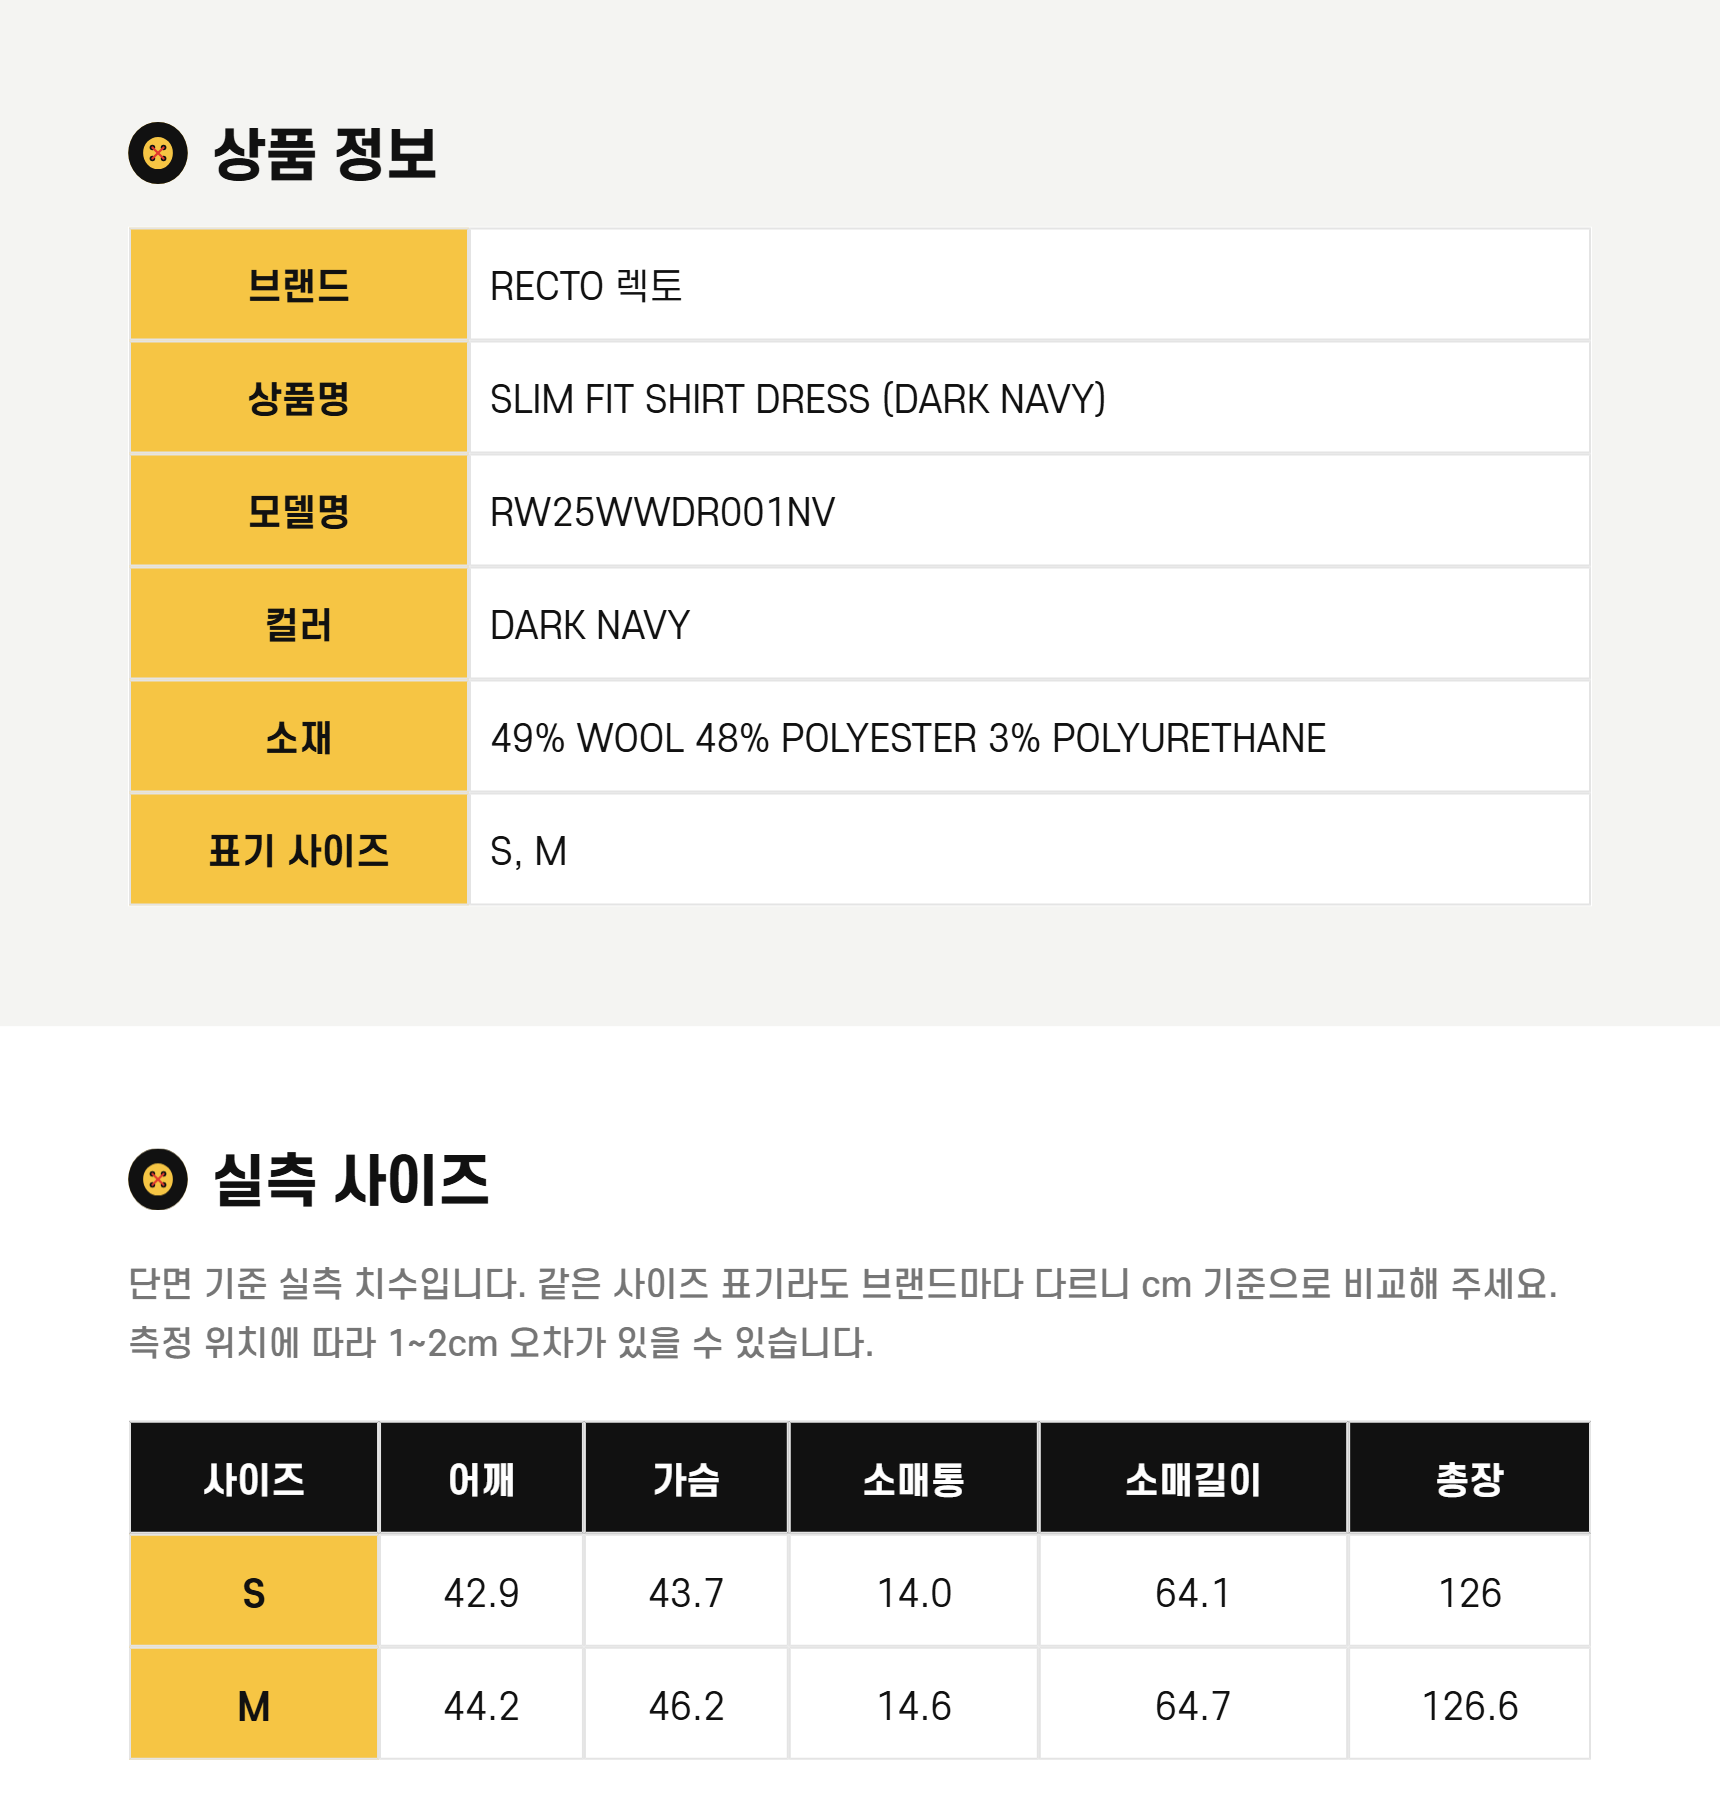 상품 정보
브랜드 RECTO 렉토
상품명 SLIM FIT SHIRT DRESS (DARK NAVY)
모델명 RW25WWDR001NV
컬러 DARK NAVY
소재 49% WOOL 48% POLYESTER 3% POLYURETHANE
표기 사이즈 S, M
실측 사이즈
단면 기준 실측 치수입니다. 같은 사이즈 표기라도 브랜드마다 다르니 cm 기준으로 비교해 주세요.
측정 위치에 따라 1~2cm 오차가 있을 수 있습니다.
사이즈 어깨 가슴 소매통 소매길이 총장
S 42.9 43.7 14.0 64.1 126
M 44.2 46.2 14.6 64.7 126.6